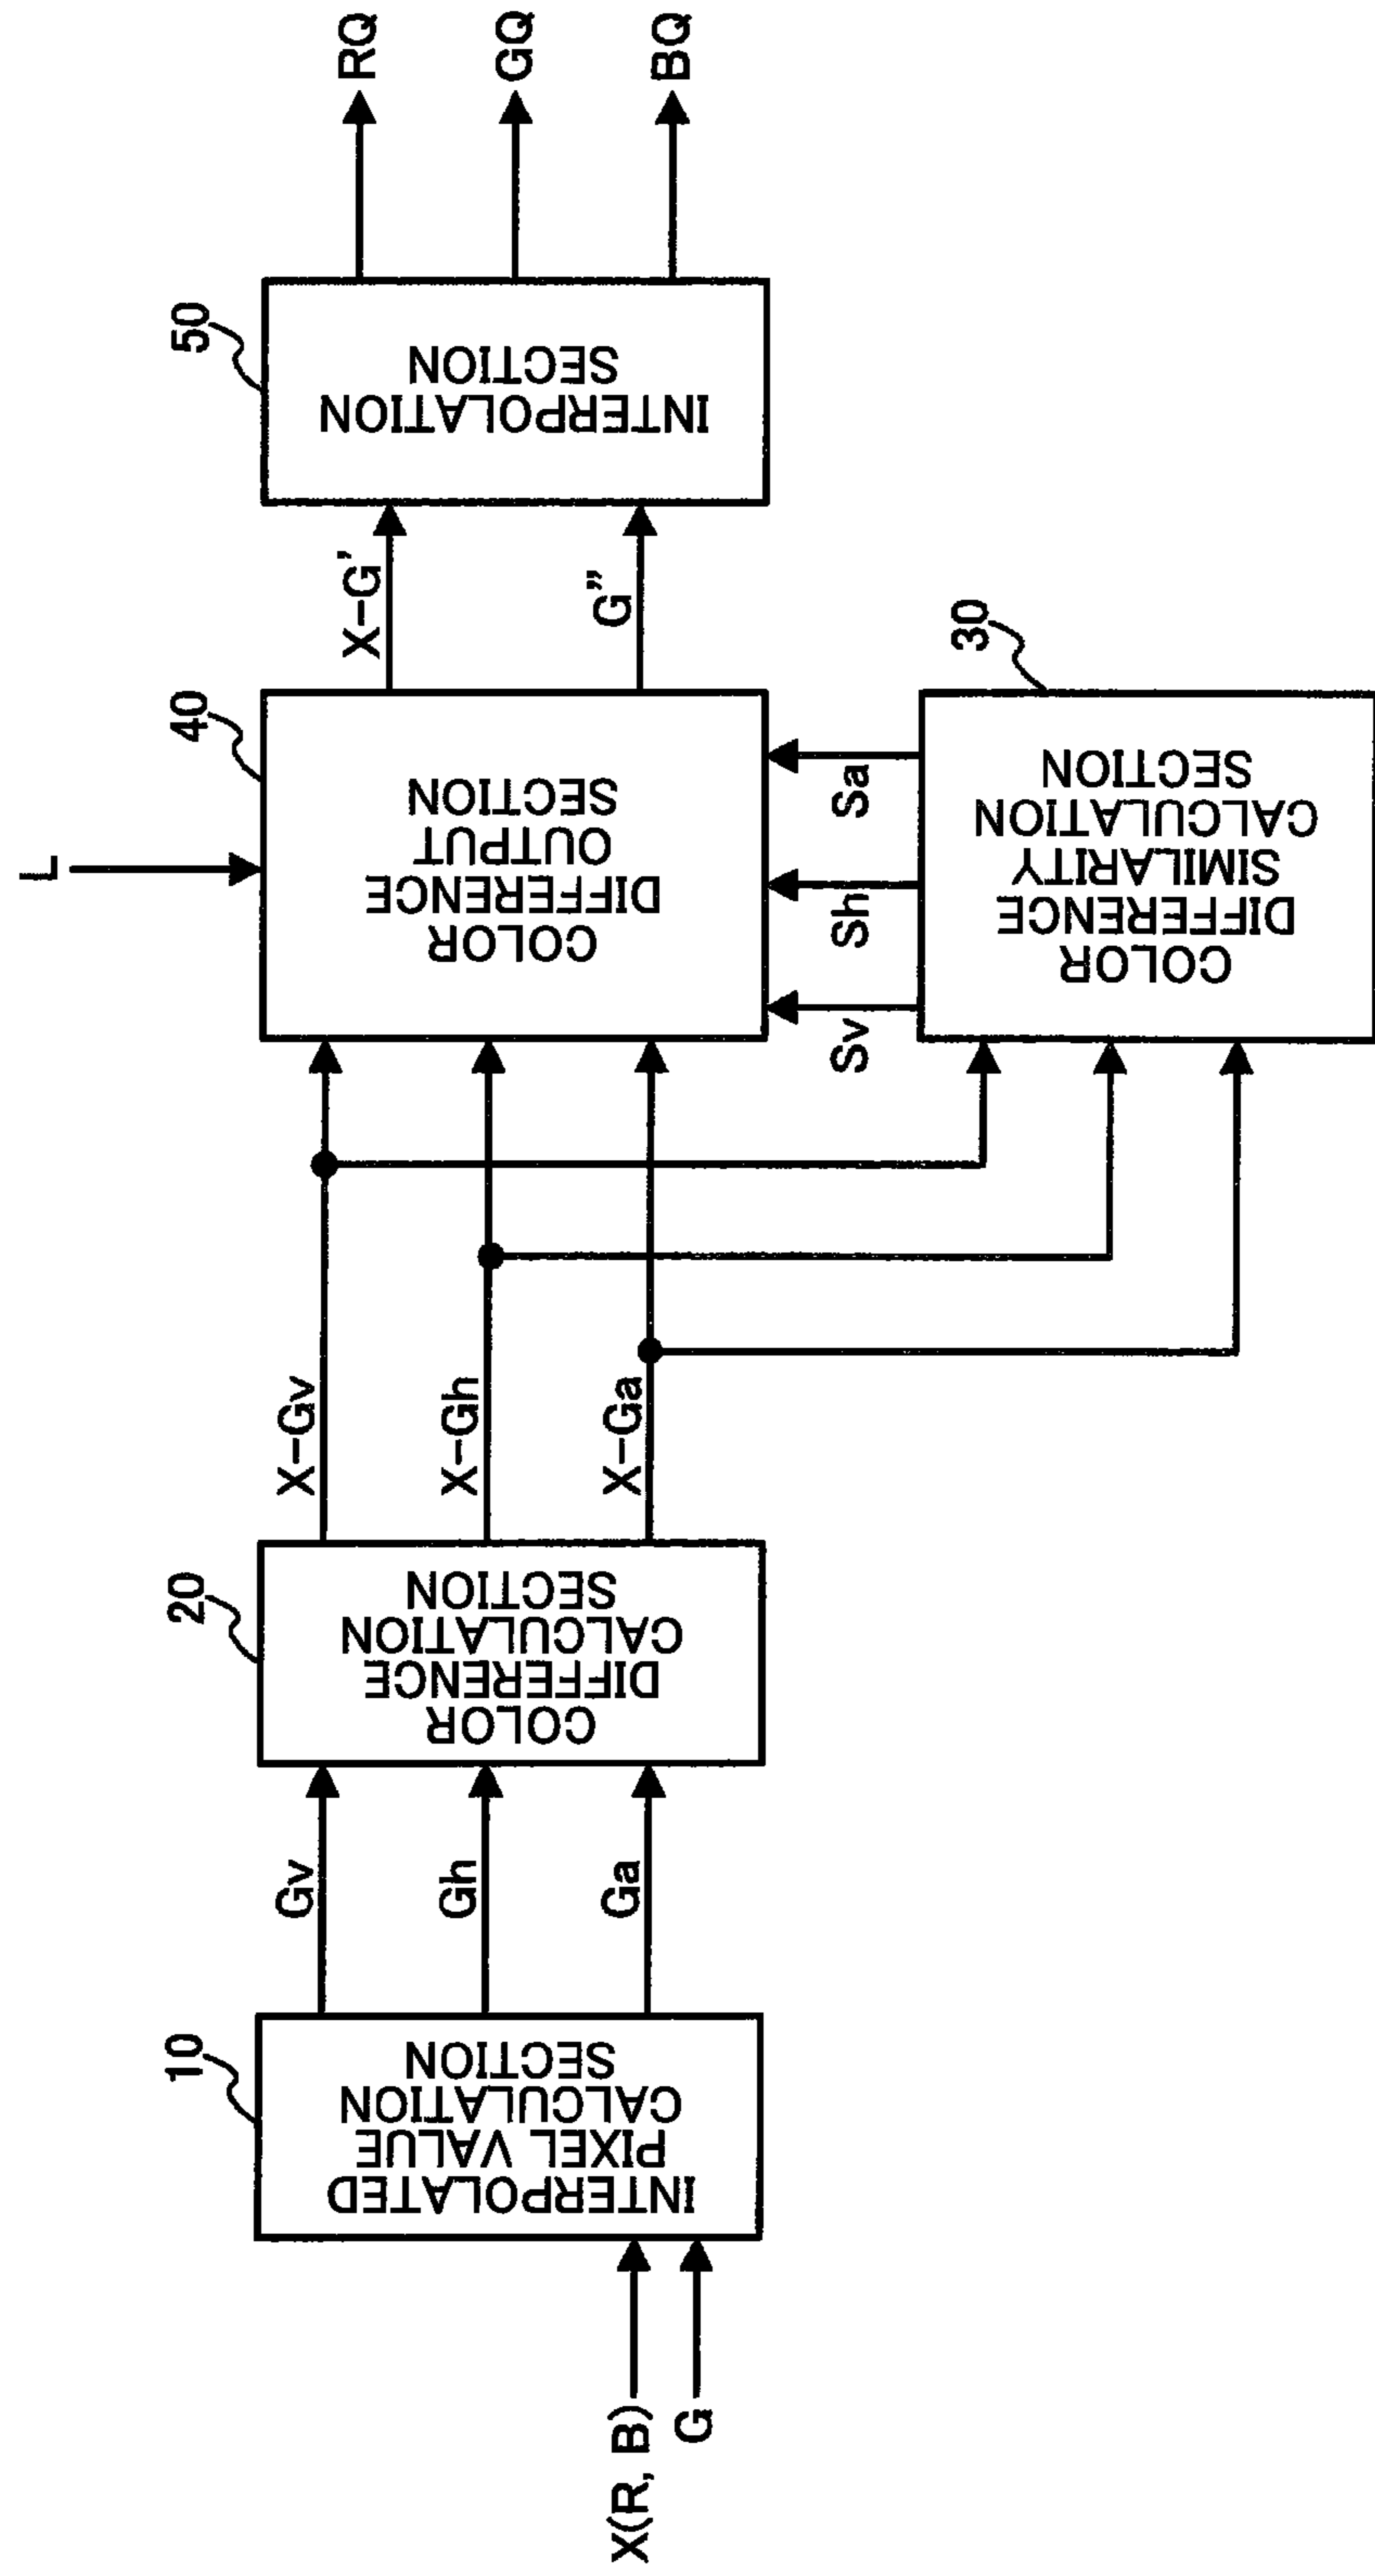 X(R, B)
G
10
INTERPOLATED
PIXEL VALUE
CALCULATION
SECTION
Gv
Gh
Ga
20
COLOR
DIFFERENCE
CALCULATION
SECTION
X-Gv
X-Gh
X-Ga
L
40
COLOR
DIFFERENCE
OUTPUT
SECTION
Sv
Sh
Sa
30
COLOR
DIFFERENCE
SIMILARITY
CALCULATION
SECTION
X-G'
G"
50
INTERPOLATION
SECTION
RQ
GQ
BQ